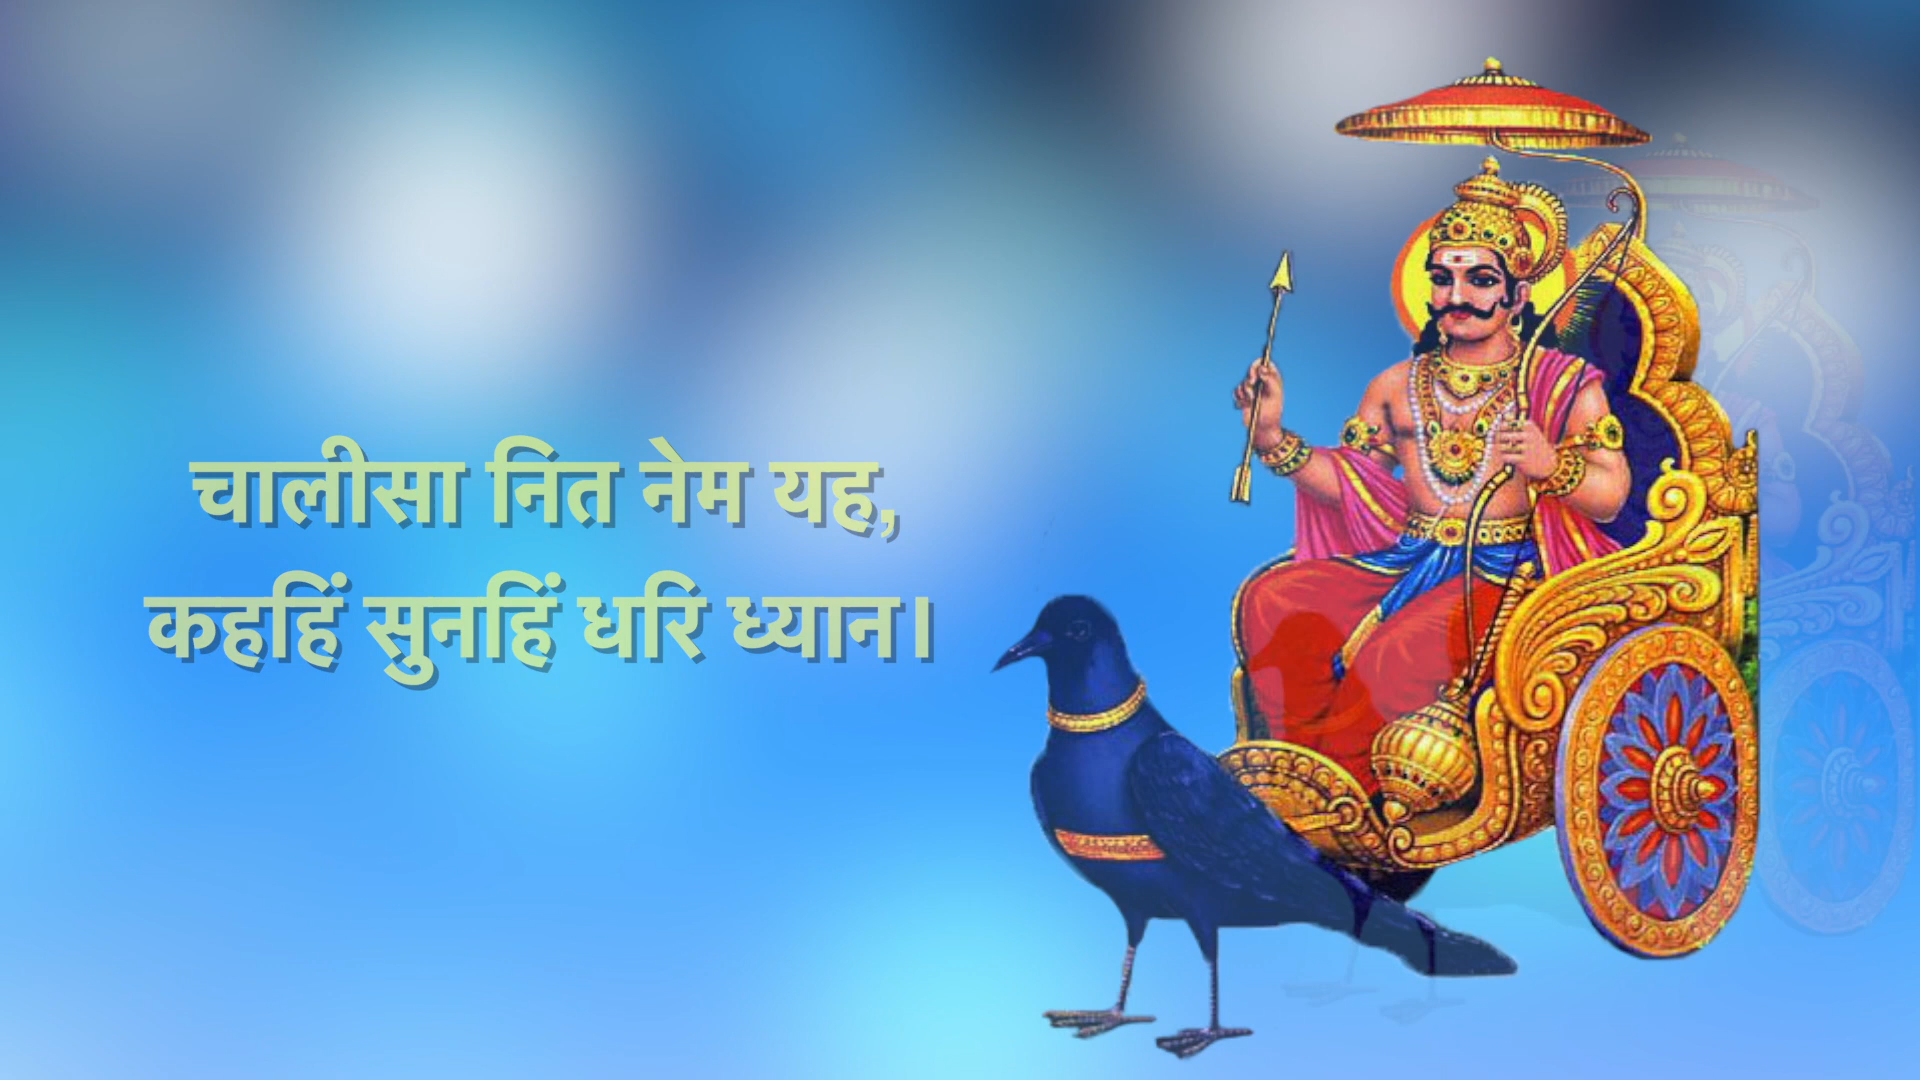 चालीसा नित नेम यह,
कहहिं सुनहिं धरि ध्यान।